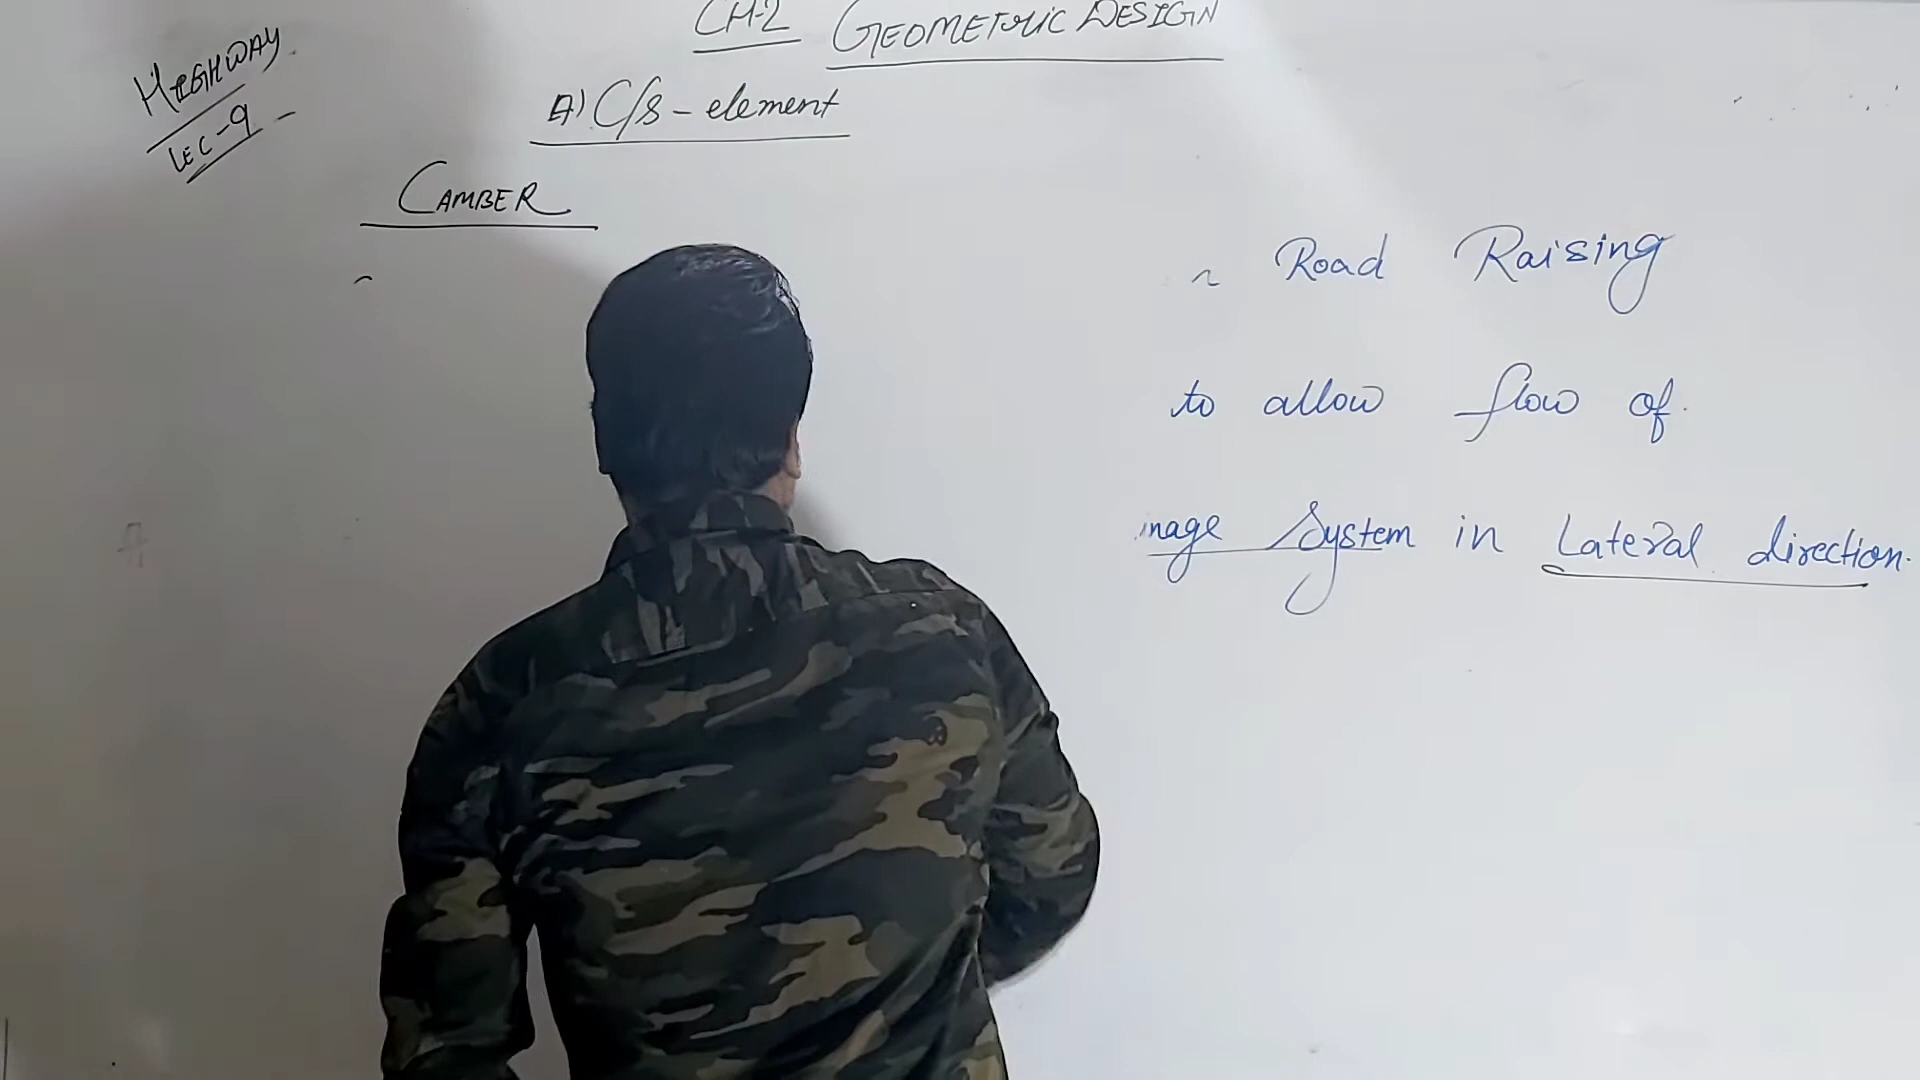 CH-2 GEOMETRIC DESIGN
HIGHWAY
LEC-9
A) C/S - element
CAMBER
Road Raising
to allow flow of
inage System in Lateral direction.